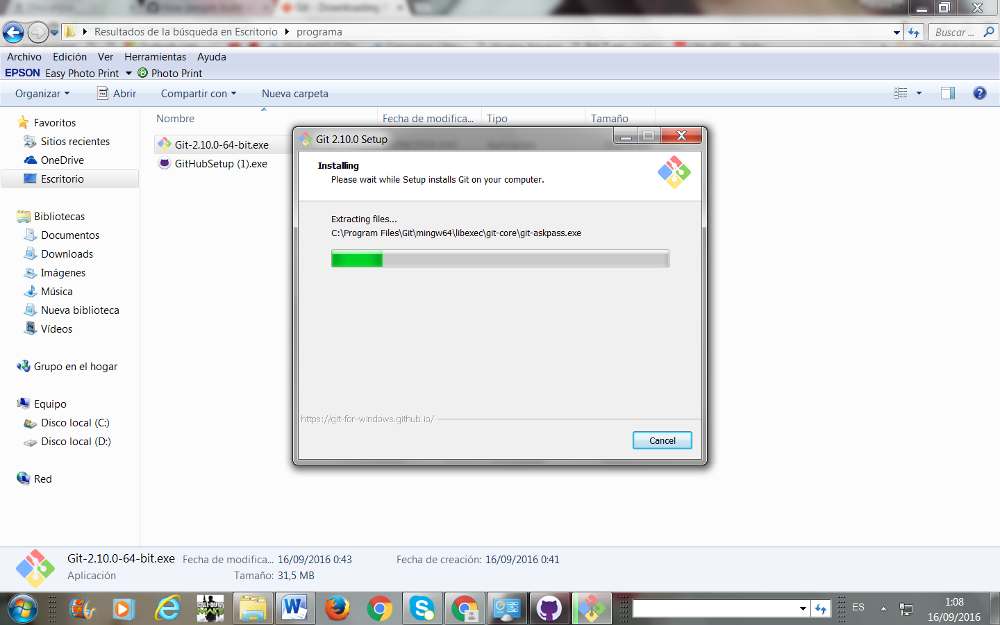 Git - Downloading
Resultados de la búsqueda en Escritorio
programa
Buscar ...
Archivo Edición Ver Herramientas Ayuda
EPSON Easy Photo Print Photo Print
Organizar Abrir Compartir con Nueva carpeta
Nombre Fecha de modifica... Tipo Tamaño
Favoritos
Sitios recientes
OneDrive
Escritorio
Bibliotecas
Documentos
Downloads
Imágenes
Música
Nueva biblioteca
Vídeos
Grupo en el hogar
Equipo
Disco local (C:)
Disco local (D:)
Red
Git-2.10.0-64-bit.exe
GitHubSetup (1).exe
Git 2.10.0 Setup
Installing
Please wait while Setup installs Git on your computer.
Extracting files...
C:\Program Files\Git\mingw64\libexec\git-core\git-askpass.exe
https://git-for-windows.github.io/
Cancel
Git-2.10.0-64-bit.exe Fecha de modifica... 16/09/2016 0:43 Fecha de creación: 16/09/2016 0:41
Aplicación Tamaño: 31,5 MB
ES
1:08
16/09/2016